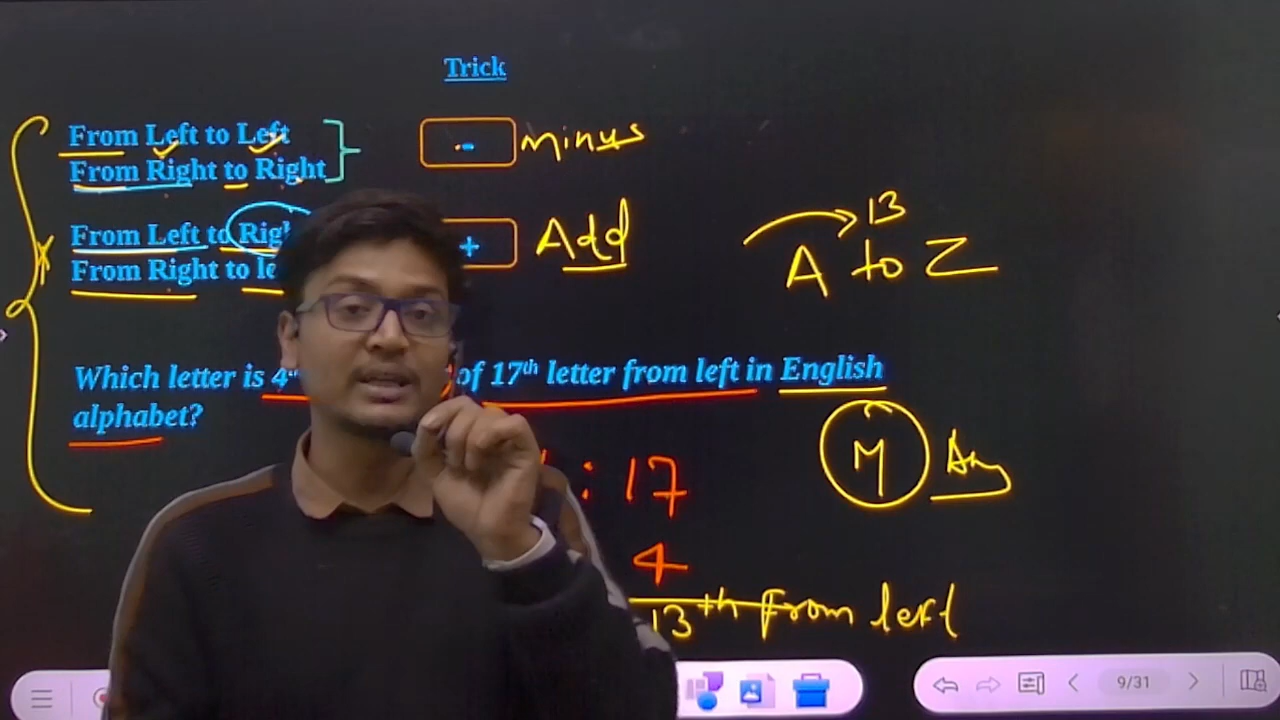 Trick
From Left to Left
From Right to Right
- minus
From Left to
From Right to
+ Add
13
A to Z
Which letter is of 17th letter from left in English
alphabet?
M Ans
: 17
4
13th from left
9/31